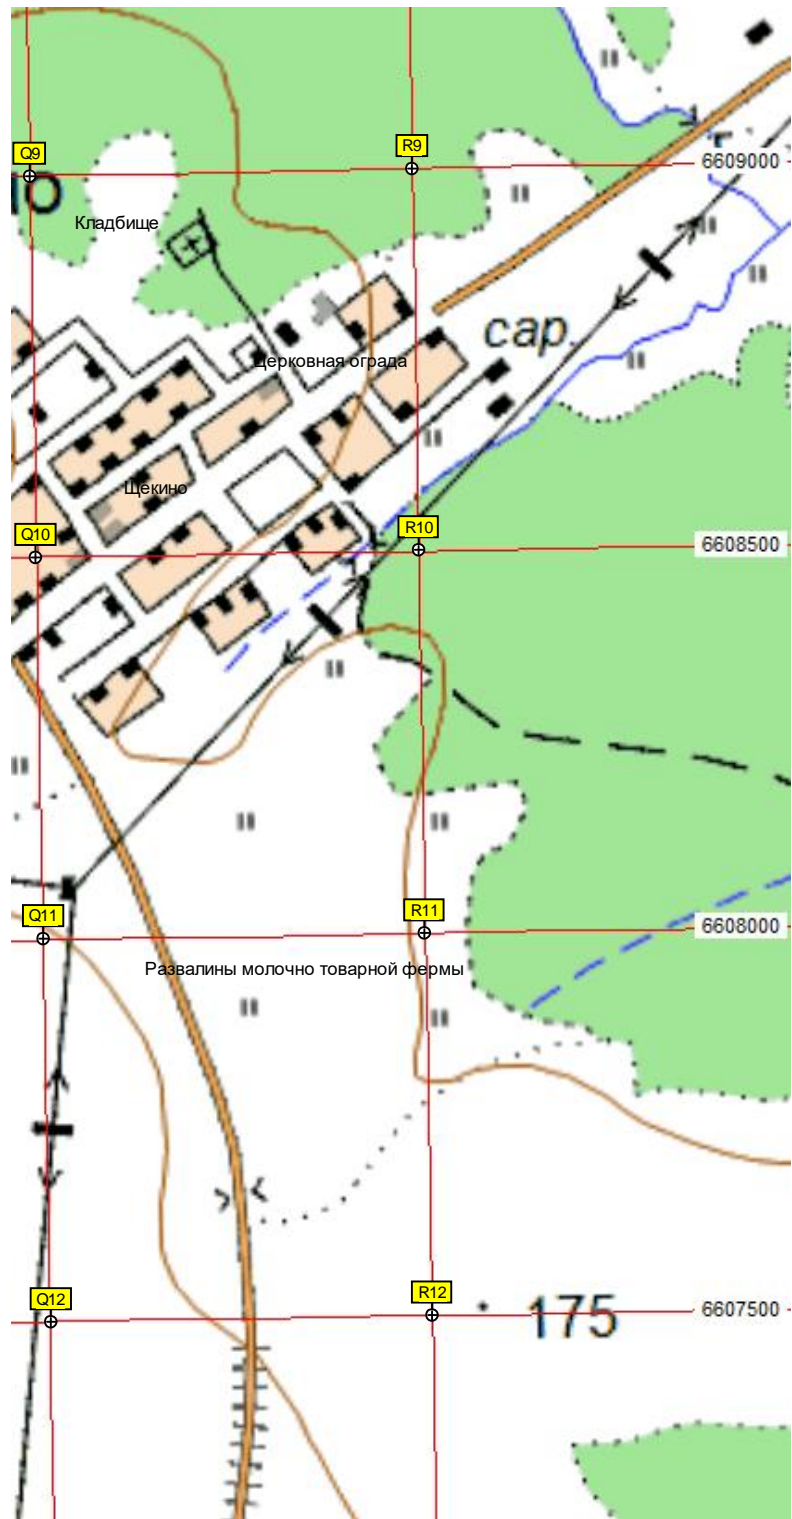 Q9
R9
6609000
ю
Кладбище
сар.
Церковная ограда
Щекино
Q10
R10
6608500
Q11
R11
6608000
Развалины молочно товарной фермы
Q12
R12
6607500
175